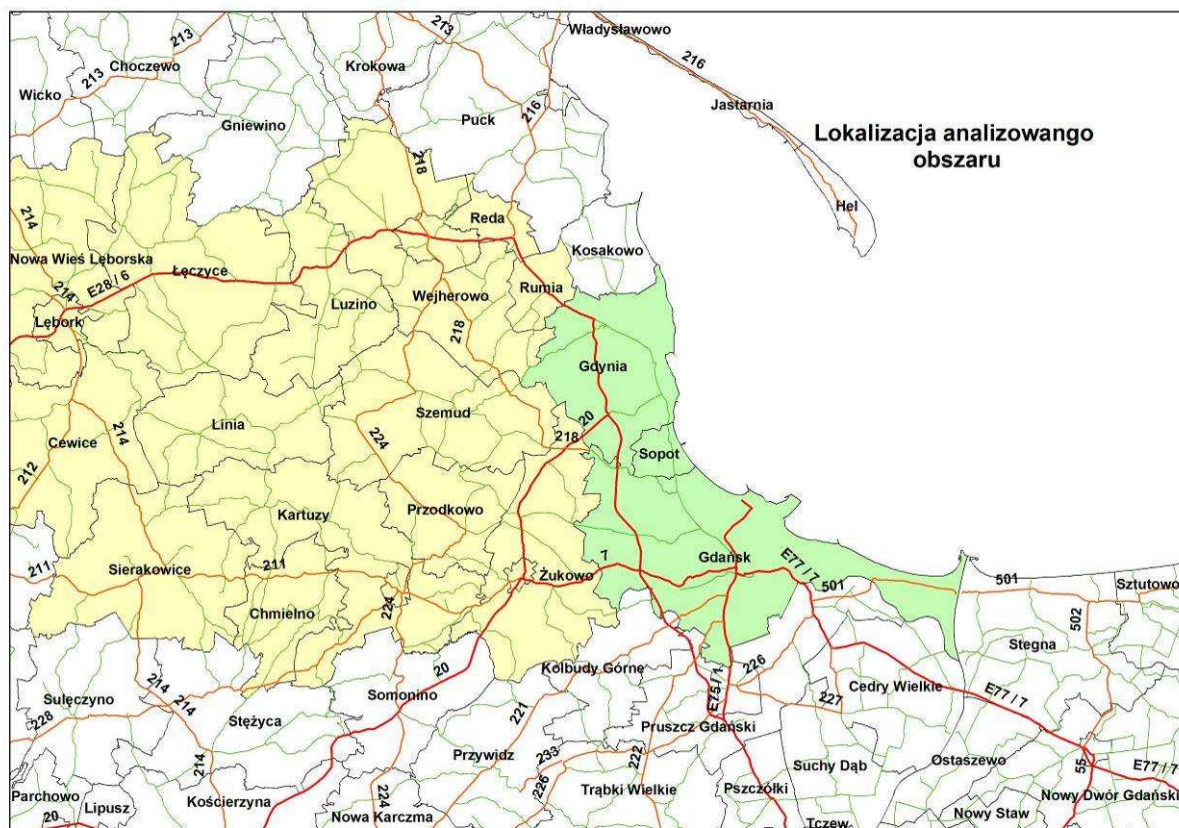 213
213
Władysławowo
Choczewo
Krokowa
216
213
Wicko
Jastarnia
Gniewino
Puck
216
Lokalizacja analizowango
obszaru
218
Hel
214
Reda
Nowa Wieś Lęborska
Łęczyce
Kosakowo
E28 / 6
214
Wejherowo
Rumia
Luzino
Lębork
218
Gdynia
Szemud
20
Linia
214
224
218
Cewice
Sopot
212
Kartuzy
Przodkowo
7
Gdańsk
E77 / 7
211
Sierakowice
211
Żukowo
501
501
Sztutowo
Chmielno
224
502
Stegna
20
Kolbudy Górne
226
Sulęczyno
214
Somonino
E75 / 1
227
Cedry Wielkie
E77 / 7
228
214
Stężyca
221
Pruszcz Gdański
Przywidz
233
222
Suchy Dąb
Ostaszewo
55
E77 / 7
214
226
Parchowo
Lipusz
Kościerzyna
224
Trąbki Wielkie
Pszczółki
Nowy Dwór Gdański
20
Nowa Karczma
Tczew
Nowy Staw